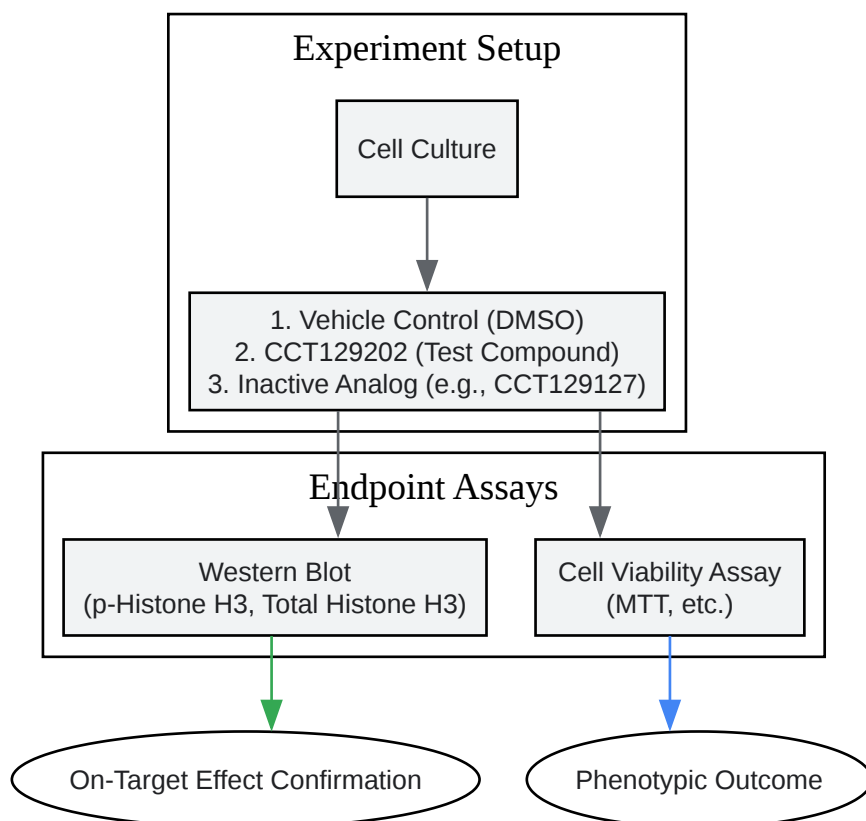 Experiment Setup
Cell Culture
1. Vehicle Control (DMSO)
2. CCT129202 (Test Compound)
3. Inactive Analog (e.g., CCT129127)
Endpoint Assays
Western Blot
(p-Histone H3, Total Histone H3)
Cell Viability Assay
(MTT, etc.)
On-Target Effect Confirmation
Phenotypic Outcome